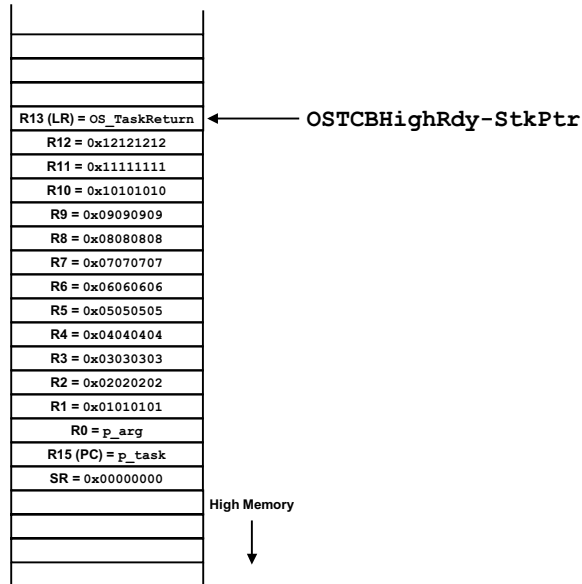 R13 (LR) = OS_TaskReturn
OSTCBHighRdy-StkPtr
R12 = 0x12121212
R11 = 0x11111111
R10 = 0x10101010
R9 = 0x09090909
R8 = 0x08080808
R7 = 0x07070707
R6 = 0x06060606
R5 = 0x05050505
R4 = 0x04040404
R3 = 0x03030303
R2 = 0x02020202
R1 = 0x01010101
R0 = p_arg
R15 (PC) = p_task
SR = 0x00000000
High Memory